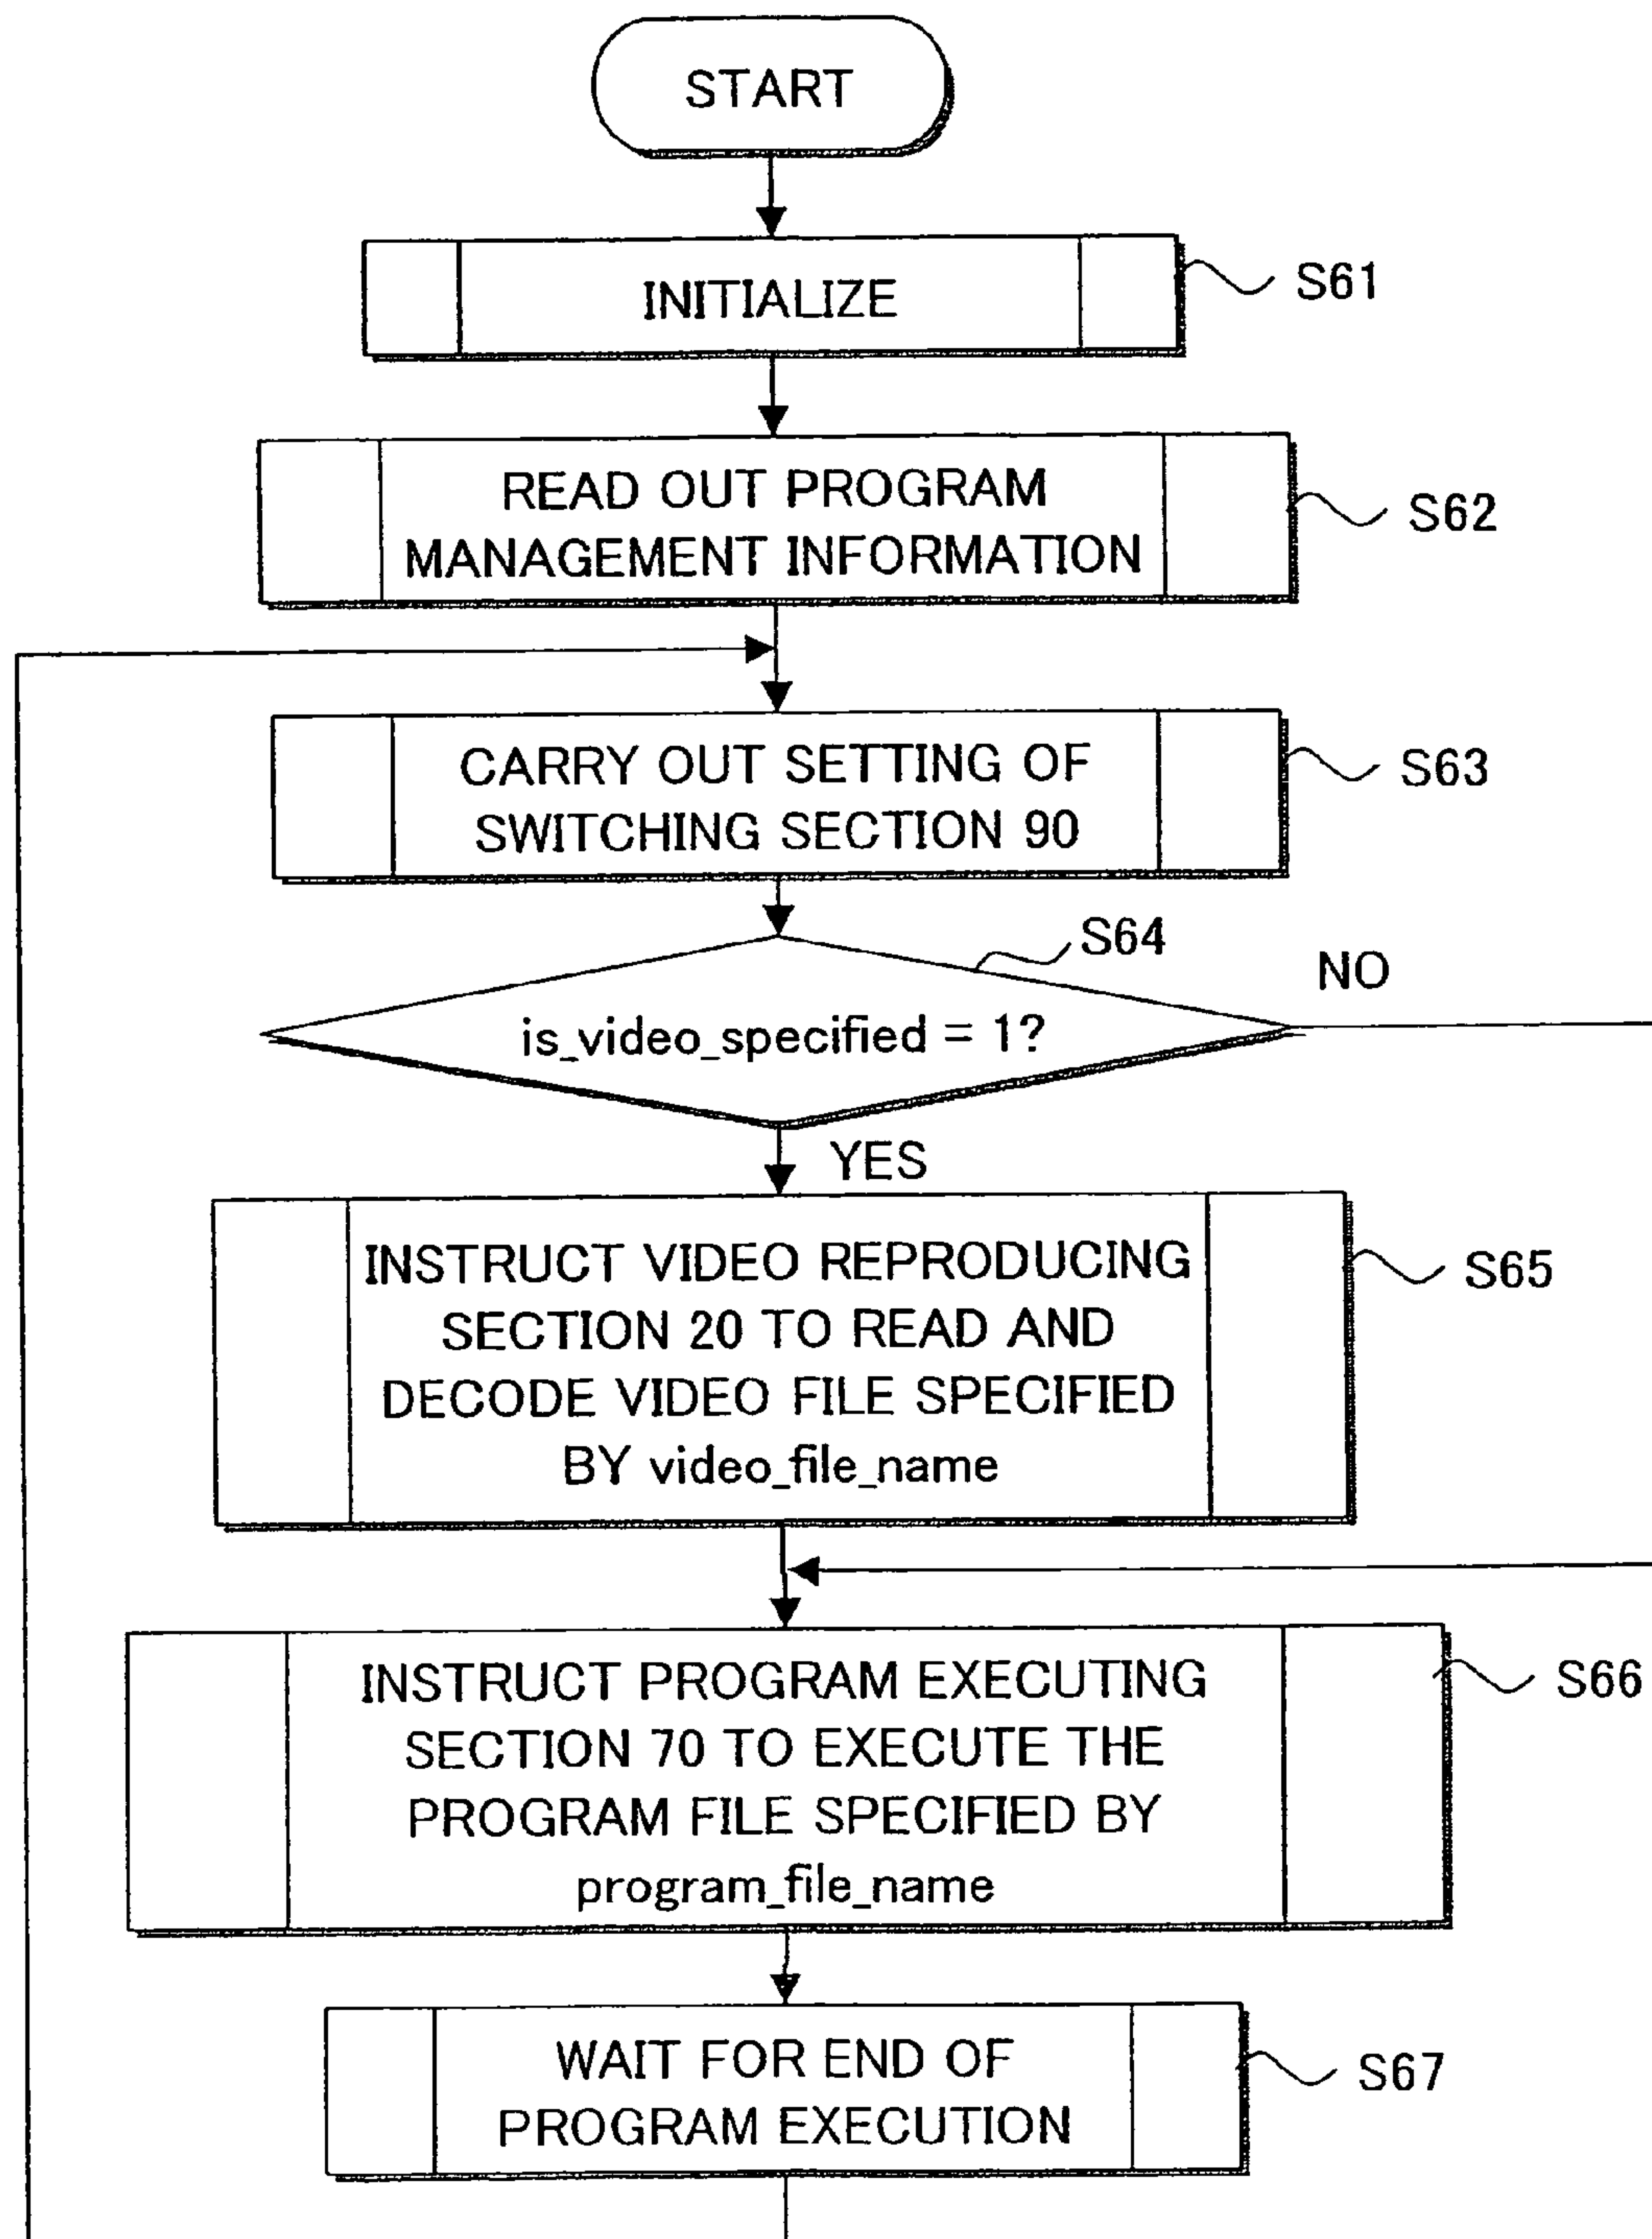 START
INITIALIZE
S61
READ OUT PROGRAM
MANAGEMENT INFORMATION
S62
CARRY OUT SETTING OF
SWITCHING SECTION 90
S63
S64
NO
is_video_specified = 1?
YES
INSTRUCT VIDEO REPRODUCING
SECTION 20 TO READ AND
DECODE VIDEO FILE SPECIFIED
BY video_file_name
S65
INSTRUCT PROGRAM EXECUTING
SECTION 70 TO EXECUTE THE
PROGRAM FILE SPECIFIED BY
program_file_name
S66
WAIT FOR END OF
PROGRAM EXECUTION
S67